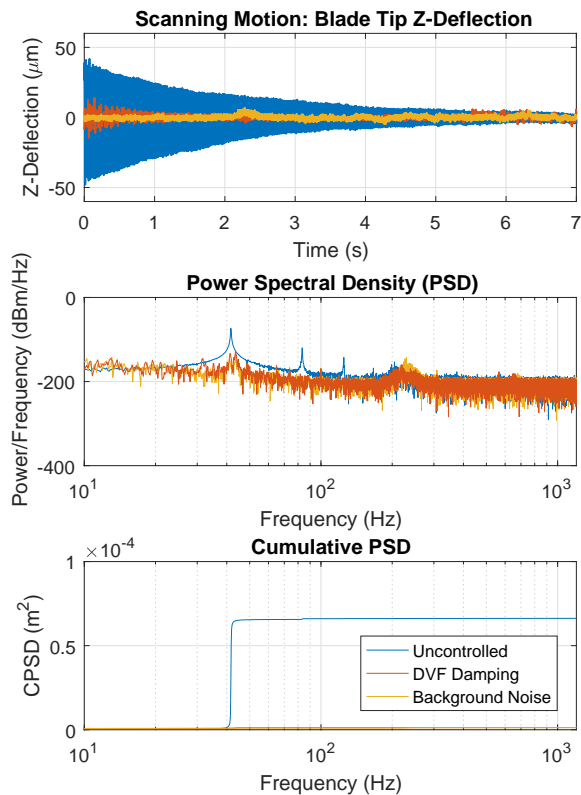 Scanning Motion: Blade Tip Z-Deflection
Z-Deflection (μm)
50
0
-50
0 1 2 3 4 5 6 7
Time (s)
Power Spectral Density (PSD)
Power/Frequency (dBm/Hz)
0
-200
-400
10^1 10^2 10^3
Frequency (Hz)
Cumulative PSD
×10^-4
CPSD (m^2)
1
0.5
0
Uncontrolled
DVF Damping
Background Noise
10^1 10^2 10^3
Frequency (Hz)